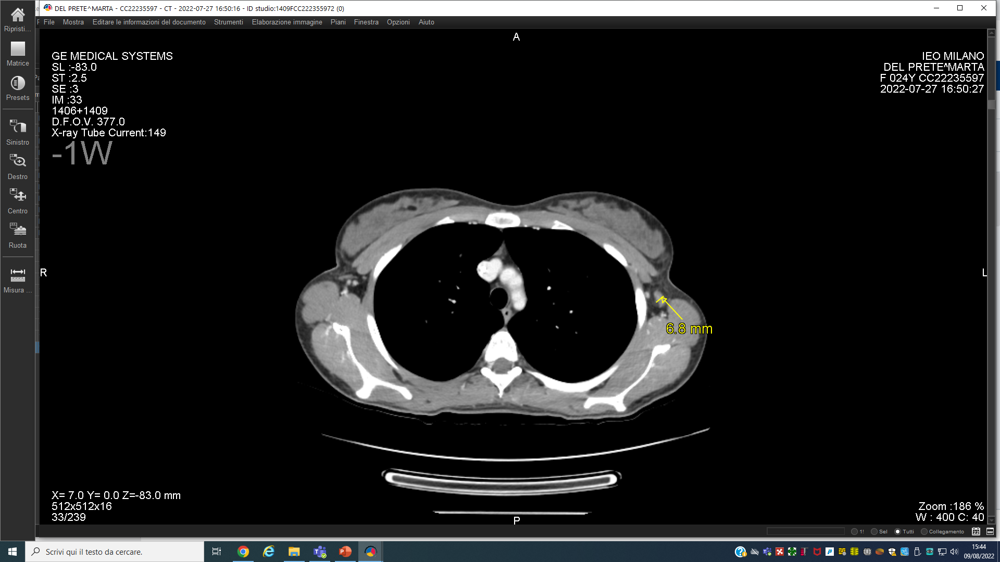 DEL PRETE^MARTA - CC22235597 - CT - 2022-07-27 16:50:16 - ID studio:1409FCC222355972 (0)
File Mostra Editare le informazioni del documento Strumenti Elaborazione immagine Piani Finestra Opzioni Aiuto
Ripristi...
Matrice
Presets
Sinistro
Destro
Centro
Ruota
Misura ...
A
GE MEDICAL SYSTEMS
SL :-83.0
ST :2.5
SE :3
IM :33
1406+1409
D.F.O.V. 377.0
X-ray Tube Current:149
-1W
IEO MILANO
DEL PRETE^MARTA
F 024Y CC22235597
2022-07-27 16:50:27
R
L
6.8 mm
X= 7.0 Y= 0.0 Z=-83.0 mm
512x512x16
33/239
P
Zoom :186 %
W : 400 C: 40
1! Sel Tutti Collegamento 22
Scrivi qui il testo da cercare.
15:44
09/08/2022